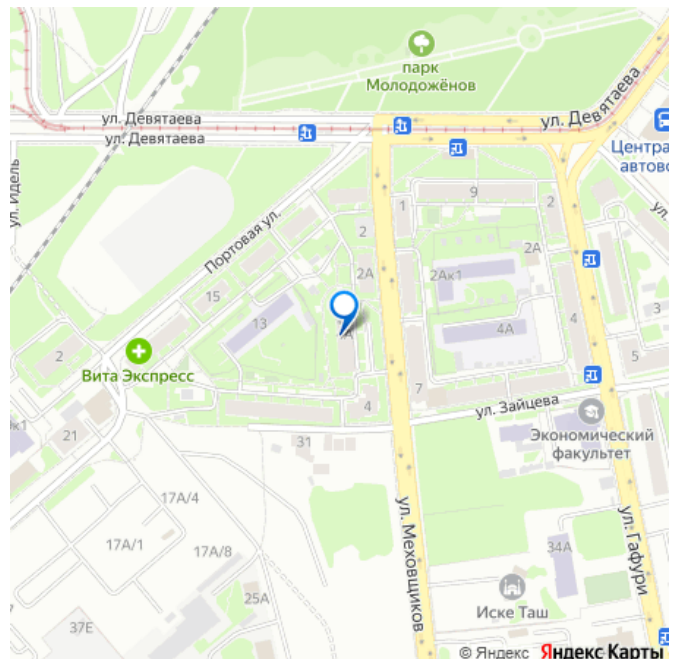 парк
Молодожёнов
ул. Девятаева
ул. Девятаева
ул. Девятаева
Центра
автово
ул. Идель
Портовая ул.
1
9
2
2
2А
2А
2Ак1
15
13
4А
4
3
2
5
Вита Экспресс
7
4
ул. Зайцева
Экономический
факультет
21
31
17А/4
17А/1
17А/8
ул. Меховщиков
ул. Гафури
34А
25А
Иске Таш
37Е
© Яндекс Яндекс Карты